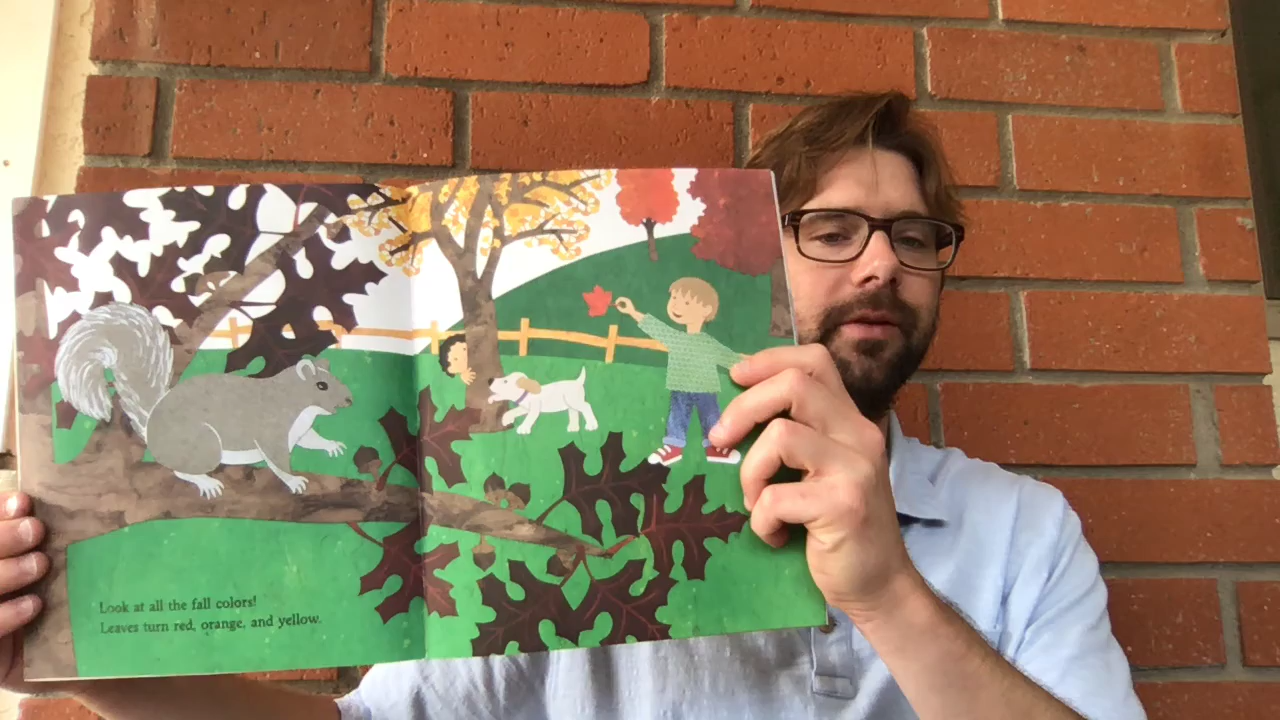 Look at all the fall colors!
Leaves turn red, orange, and yellow.